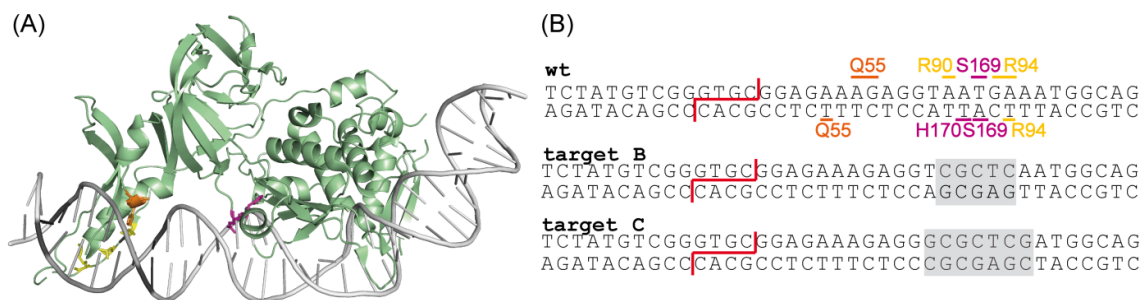 (A)
(B)
Q55 R90 S169 R94
wt
TCTATGTCGGGTGCGGAGAAAGAGGTAATGAAATGGCAG
AGATACAGCCCACGCCTCTTTCTCCATTACTTTACCGTC
Q55 H170 S169 R94
target B
TCTATGTCGGGTGCGGAGAAAGAGGTCGCTCAATGGCAG
AGATACAGCCCACGCCTCTTTCTCCAGCGAGTTACCGTC
target C
TCTATGTCGGGTGCGGAGAAAGAGGGCGCTCGATGGCAG
AGATACAGCCCACGCCTCTTTCTCCCGCGAGCTACCGTC